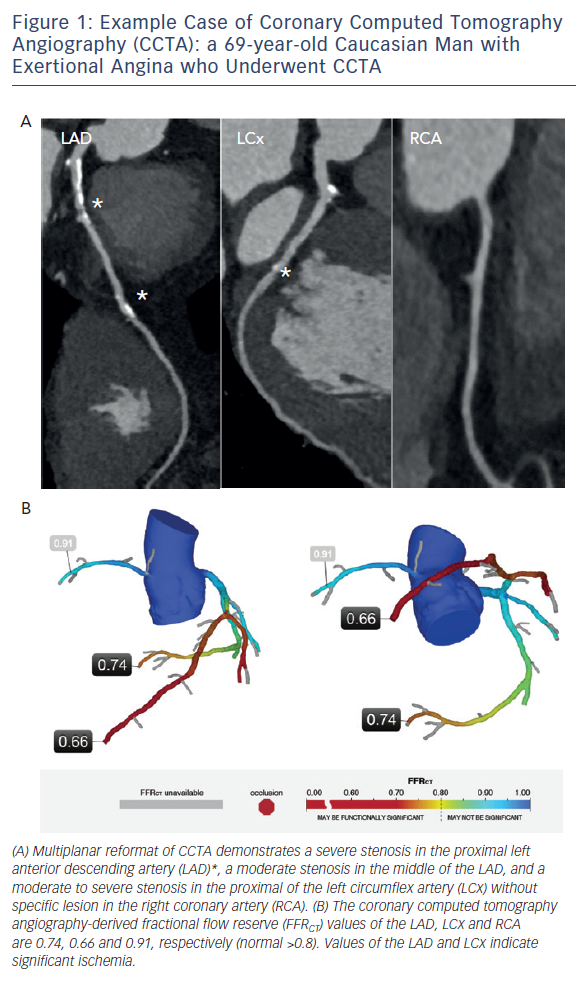 Figure 1: Example Case of Coronary Computed Tomography
Angiography (CCTA): a 69-year-old Caucasian Man with
Exertional Angina who Underwent CCTA
A
LAD
LCx
RCA
*
*
*
B
0.91
0.74
0.66
0.91
0.66
0.74
FFRCT
FFRCT unavailable
occlusion
0.00 0.60 0.70 0.80 0.90 1.00
MAY BE FUNCTIONALLY SIGNIFICANT MAY NOT BE SIGNIFICANT
(A) Multiplanar reformat of CCTA demonstrates a severe stenosis in the proximal left
anterior descending artery (LAD)*, a moderate stenosis in the middle of the LAD, and a
moderate to severe stenosis in the proximal of the left circumflex artery (LCx) without
specific lesion in the right coronary artery (RCA). (B) The coronary computed tomography
angiography-derived fractional flow reserve (FFRCT) values of the LAD, LCx and RCA
are 0.74, 0.66 and 0.91, respectively (normal >0.8). Values of the LAD and LCx indicate
significant ischemia.